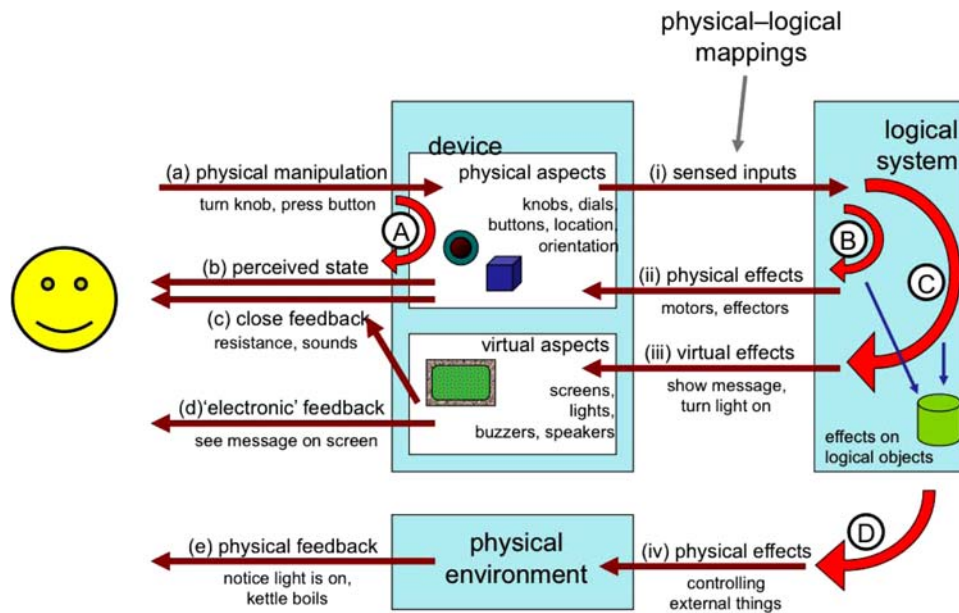 physical–logical
mappings
device
logical
system
(a) physical manipulation
turn knob, press button
physical aspects
knobs, dials,
buttons, location,
orientation
(i) sensed inputs
A
B
C
(b) perceived state
(ii) physical effects
motors, effectors
(c) close feedback
resistance, sounds
virtual aspects
screens,
lights,
buzzers, speakers
(iii) virtual effects
show message,
turn light on
(d)‘electronic’ feedback
see message on screen
effects on
logical objects
D
(e) physical feedback
notice light is on,
kettle boils
physical
environment
(iv) physical effects
controlling
external things